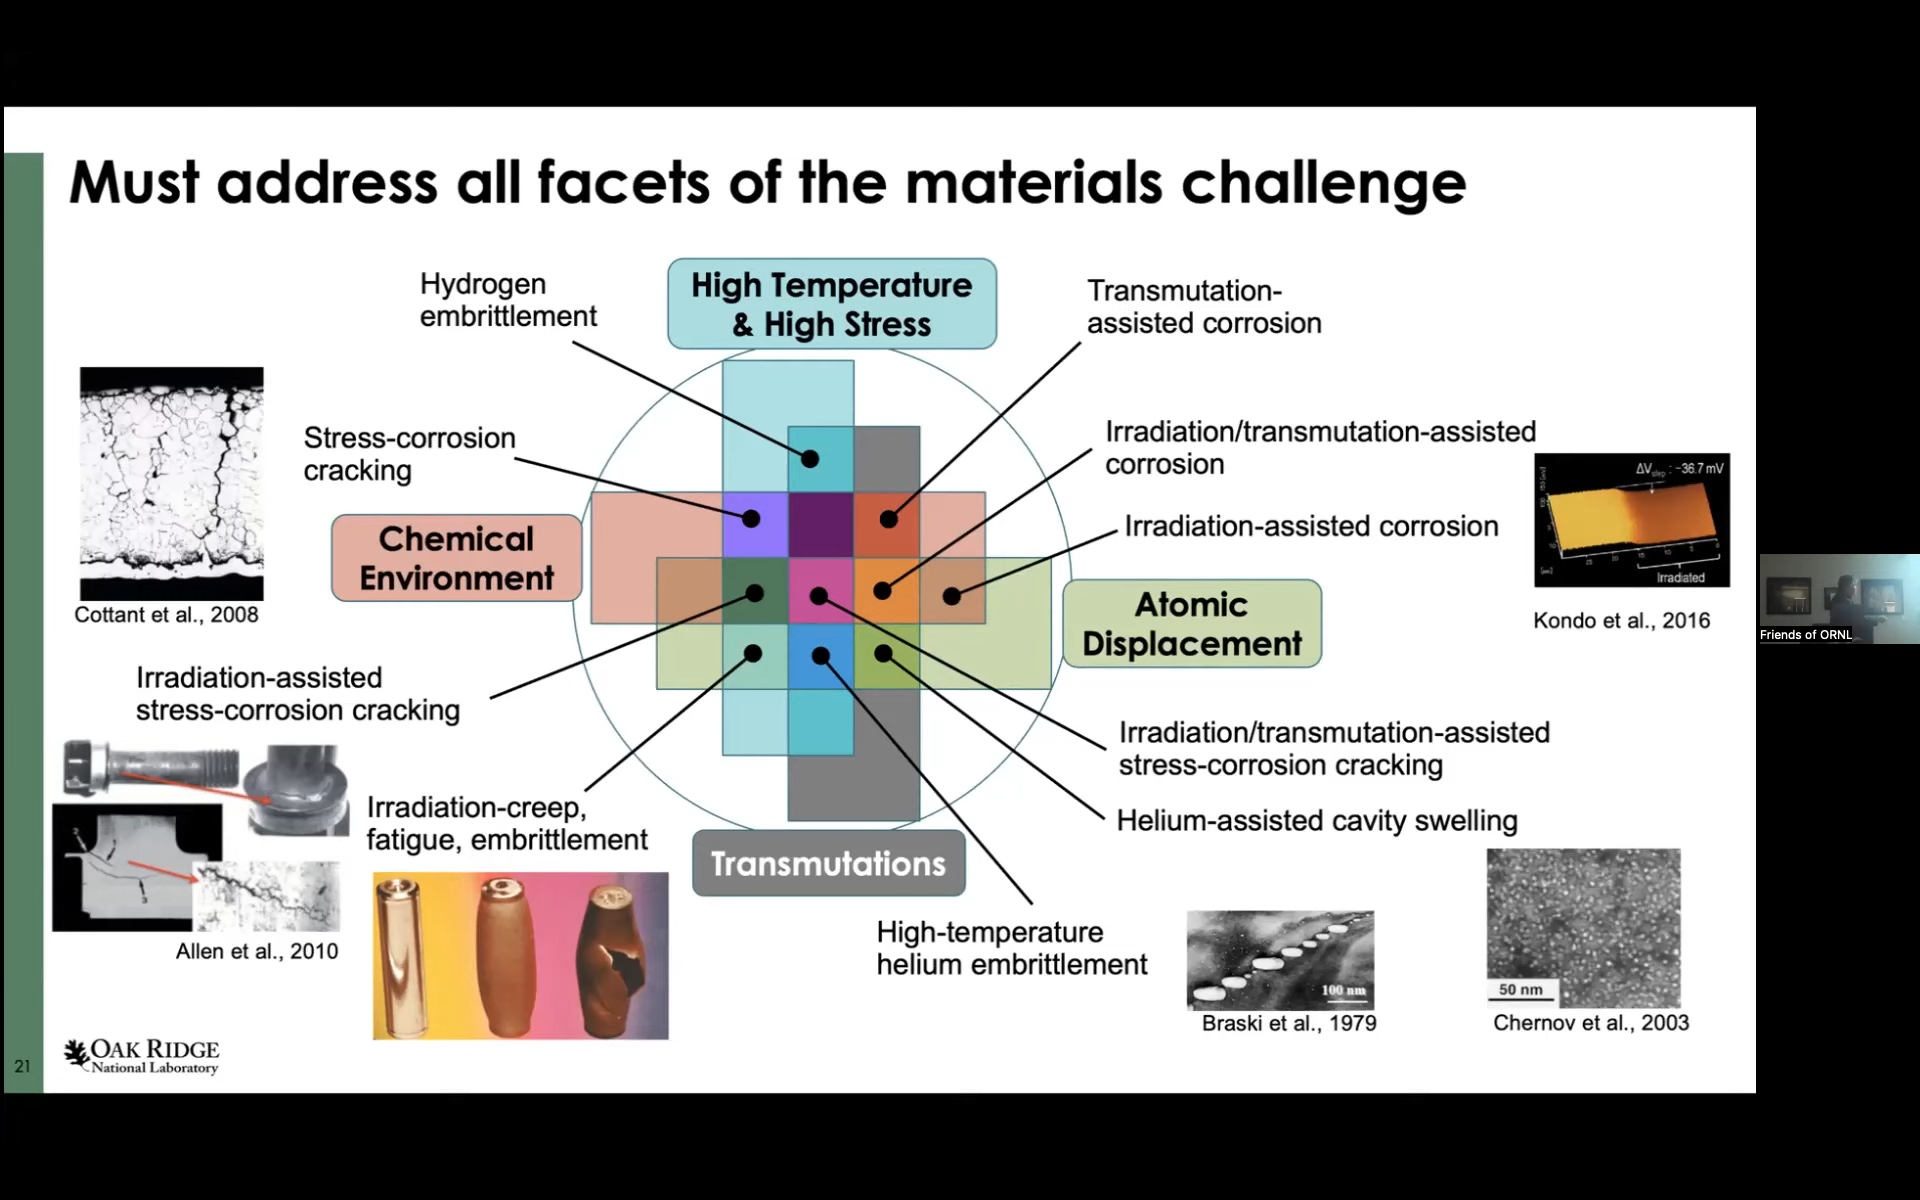 Must address all facets of the materials challenge
Hydrogen
embrittlement
High Temperature
& High Stress
Transmutation-
assisted corrosion
Stress-corrosion
cracking
Irradiation/transmutation-assisted
corrosion
Chemical
Environment
Irradiation-assisted corrosion
ΔVstep : ~36.7 mV
Irradiated
Cottant et al., 2008
Atomic
Displacement
Kondo et al., 2016
Friends of ORNL
Irradiation-assisted
stress-corrosion cracking
Irradiation/transmutation-assisted
stress-corrosion cracking
Irradiation-creep,
fatigue, embrittlement
Helium-assisted cavity swelling
Transmutations
Allen et al., 2010
High-temperature
helium embrittlement
100 nm
Braski et al., 1979
50 nm
Chernov et al., 2003
OAK RIDGE
National Laboratory
21